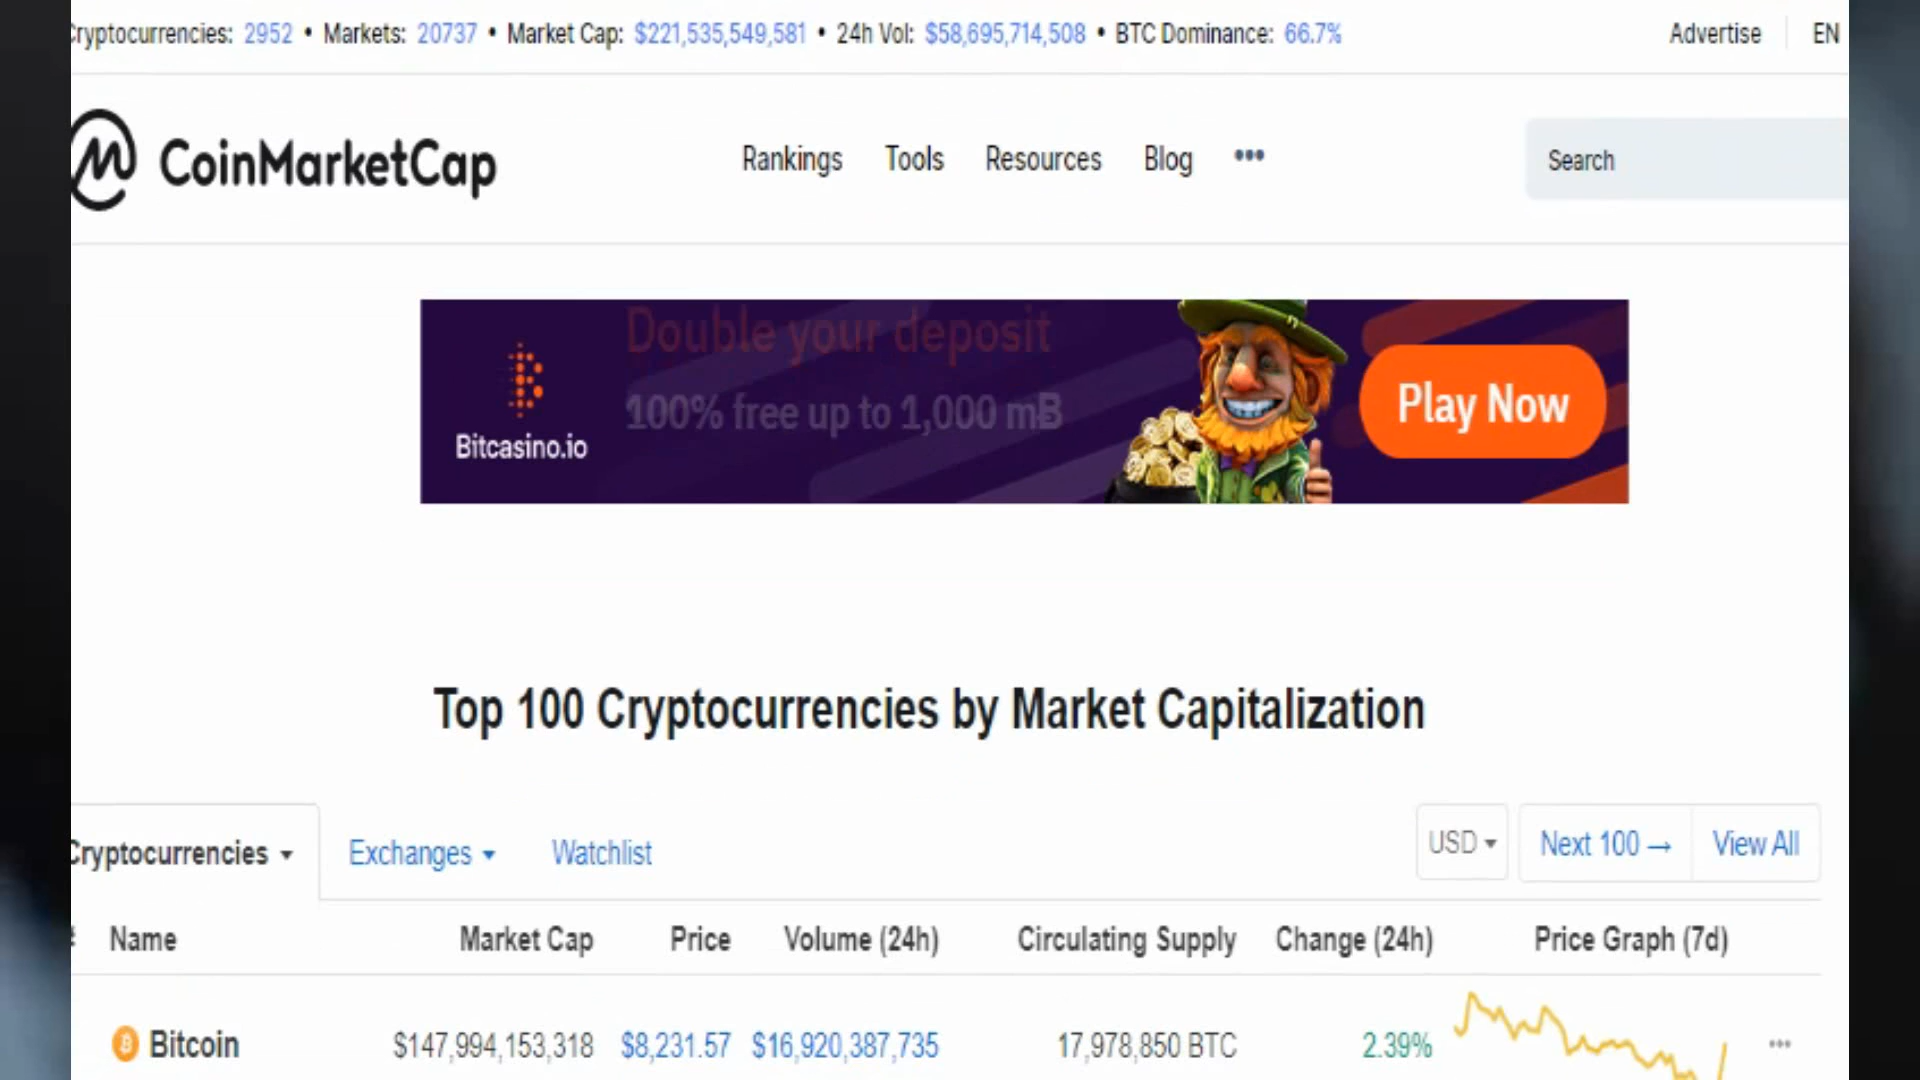 Cryptocurrencies: 2952 • Markets: 20737 • Market Cap: $221,535,549,581 • 24h Vol: $58,695,714,508 • BTC Dominance: 66.7% Advertise EN
CoinMarketCap Rankings Tools Resources Blog ••• Search
Double your deposit
100% free up to 1,000 mB
Bitcasino.io
Play Now
Top 100 Cryptocurrencies by Market Capitalization
Cryptocurrencies Exchanges Watchlist USD Next 100 → View All
# Name Market Cap Price Volume (24h) Circulating Supply Change (24h) Price Graph (7d)
Bitcoin $147,994,153,318 $8,231.57 $16,920,387,735 17,978,850 BTC 2.39% •••